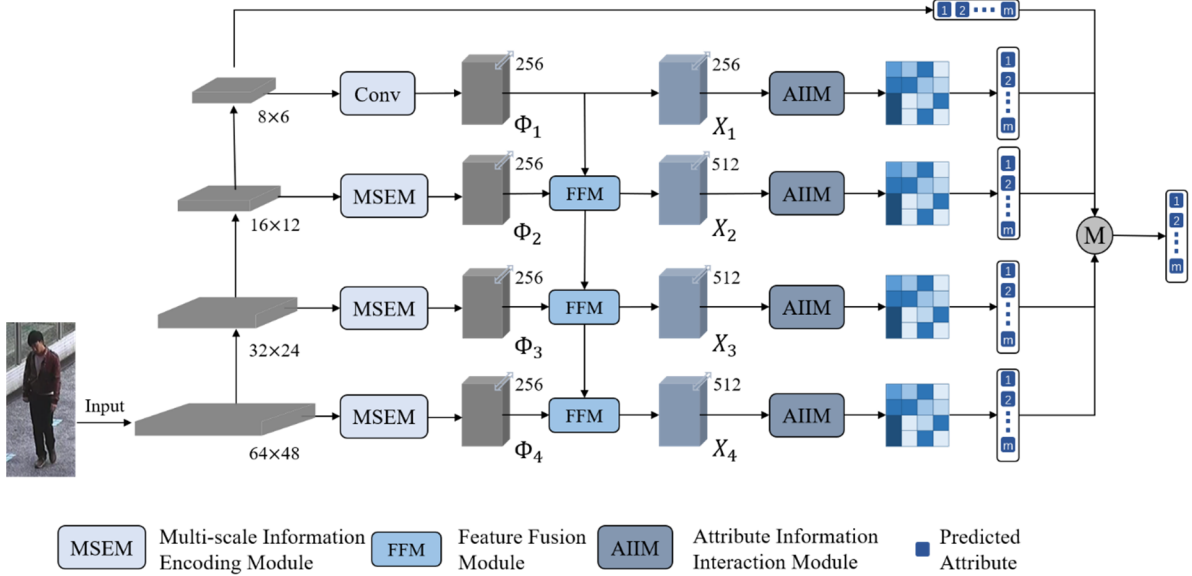 1 2 m
8×6
Conv
256
Φ1
256
X1
AIIM
1
2
m
16×12
MSEM
256
Φ2
FFM
512
X2
AIIM
1
2
m
M
1
2
m
32×24
MSEM
256
Φ3
FFM
512
X3
AIIM
1
2
m
Input
64×48
MSEM
256
Φ4
FFM
512
X4
AIIM
1
2
m
MSEM
Multi-scale Information
Encoding Module
FFM
Feature Fusion
Module
AIIM
Attribute Information
Interaction Module
Predicted
Attribute